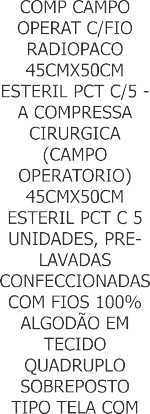 COMP CAMPO
OPERAT C/FIO
RADIOPACO
45CMX50CM
ESTERIL PCT C/5 -
A COMPRESSA
CIRURGICA
(CAMPO
OPERATORIO)
45CMX50CM
ESTERIL PCT C 5
UNIDADES, PRE-
LAVADAS
CONFECCIONADAS
COM FIOS 100%
ALGODÃO EM
TECIDO
QUADRUPLO
SOBREPOSTO
TIPO TELA COM